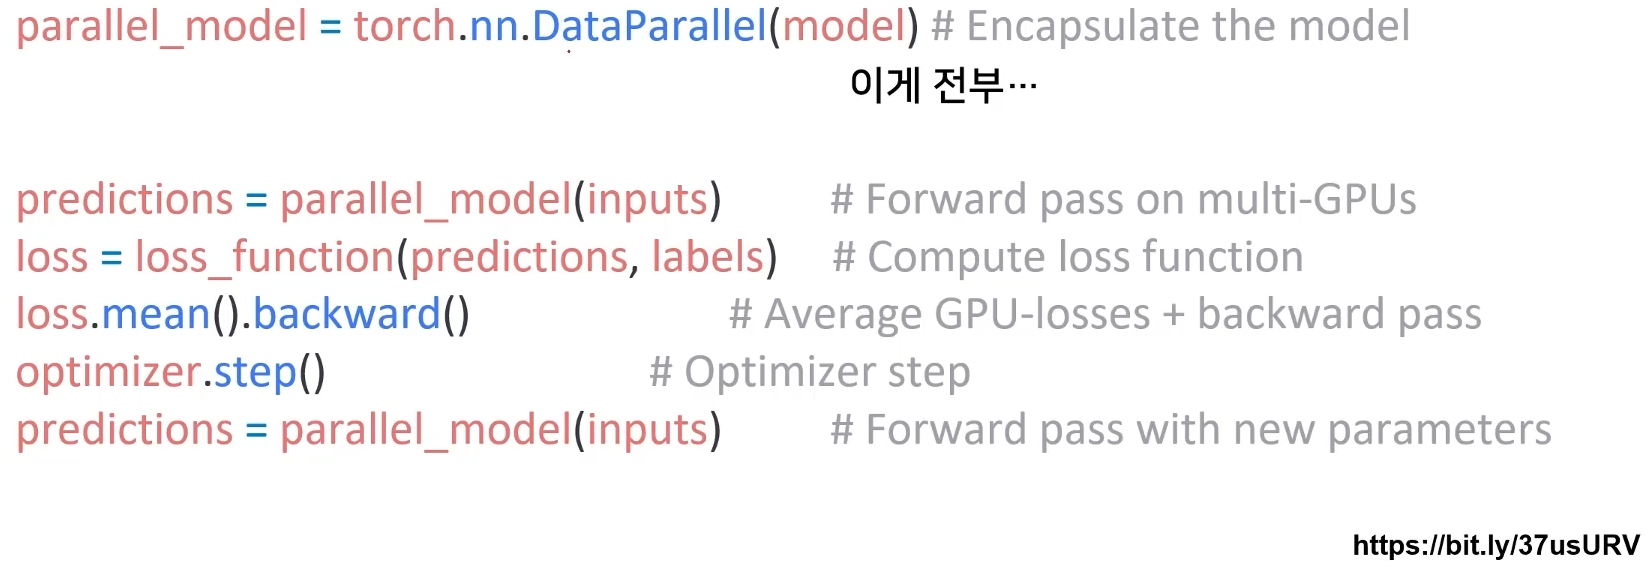 parallel_model = torch.nn.DataParallel(model) # Encapsulate the model
이게 전부…
predictions = parallel_model(inputs) # Forward pass on multi-GPUs
loss = loss_function(predictions, labels) # Compute loss function
loss.mean().backward() # Average GPU-losses + backward pass
optimizer.step() # Optimizer step
predictions = parallel_model(inputs) # Forward pass with new parameters
https://bit.ly/37usURV